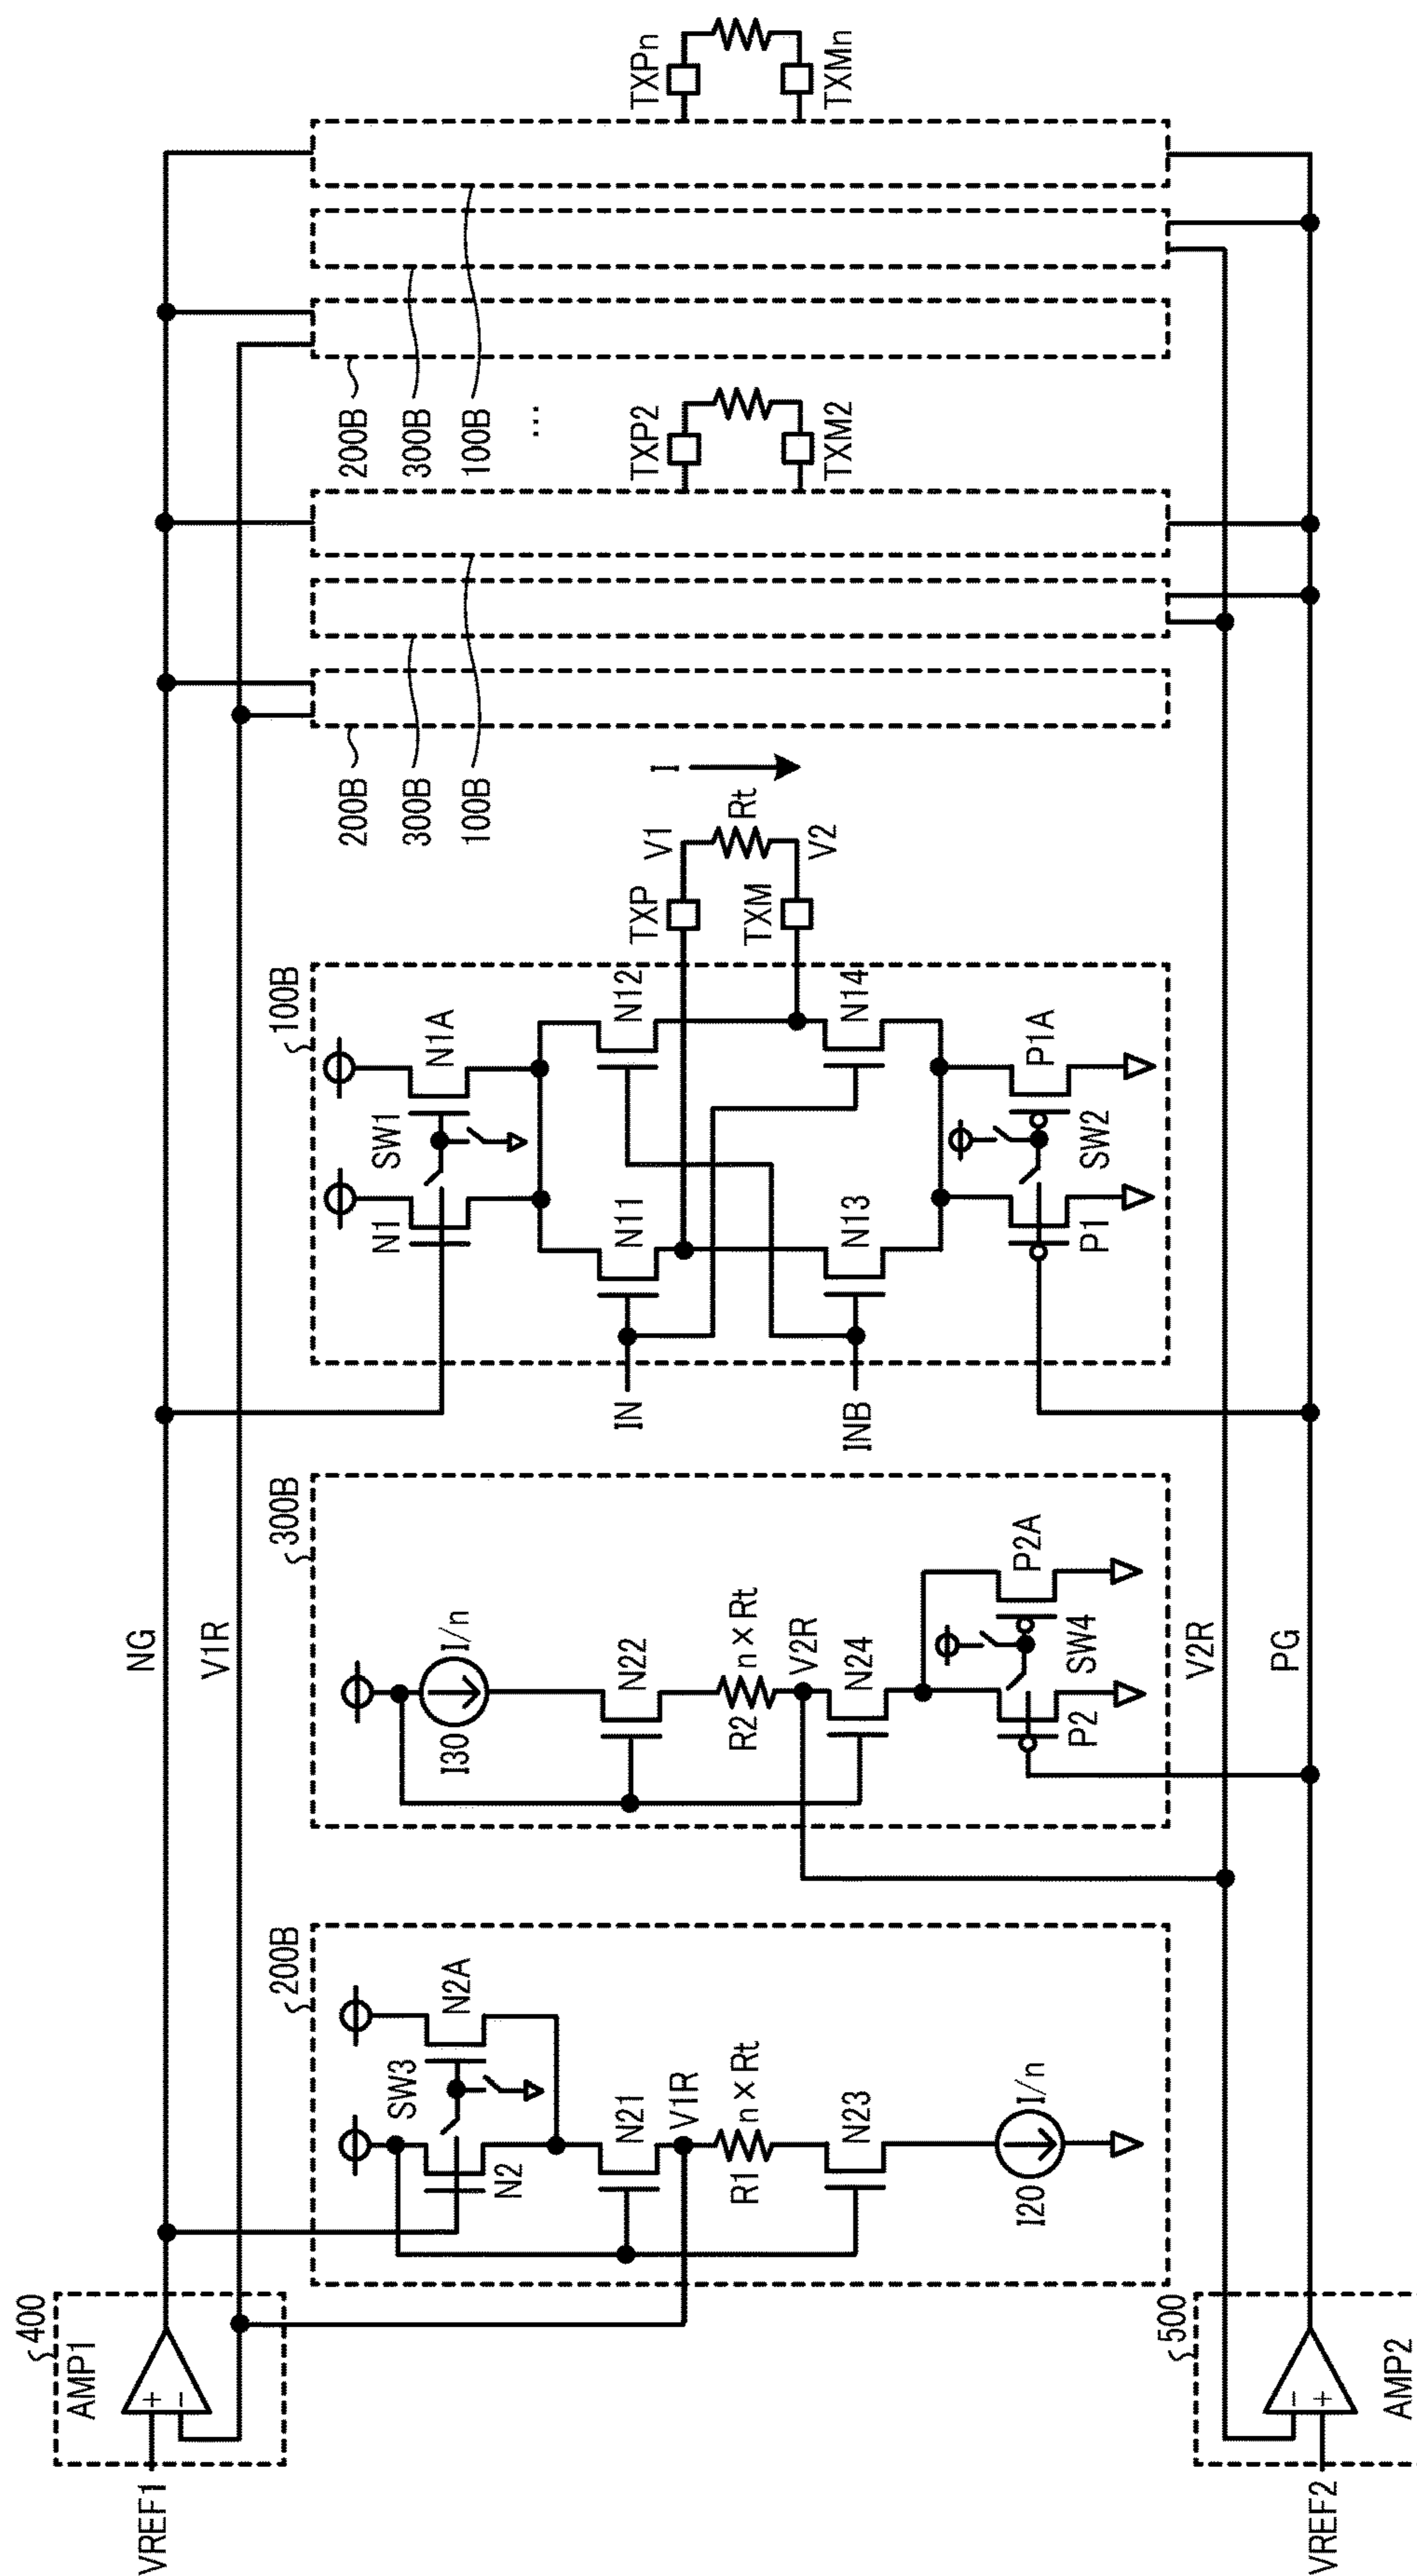 VREF1
AMP1
400
+
−
NG
V1R
200B
SW3
N2
N2A
N21
V1R
R1
n×Rt
N23
I20
I/n
300B
I30
I/n
N22
R2
n×Rt
V2R
N24
P2
SW4
P2A
100B
N1
SW1
N1A
N11
N12
IN
INB
N13
N14
P1
SW2
P1A
TXP
TXM
V1
V2
Rt
I
200B
300B
100B
TXP2
TXM2
...
200B
300B
100B
TXPn
TXMn
V2R
PG
500
−
+
AMP2
VREF2